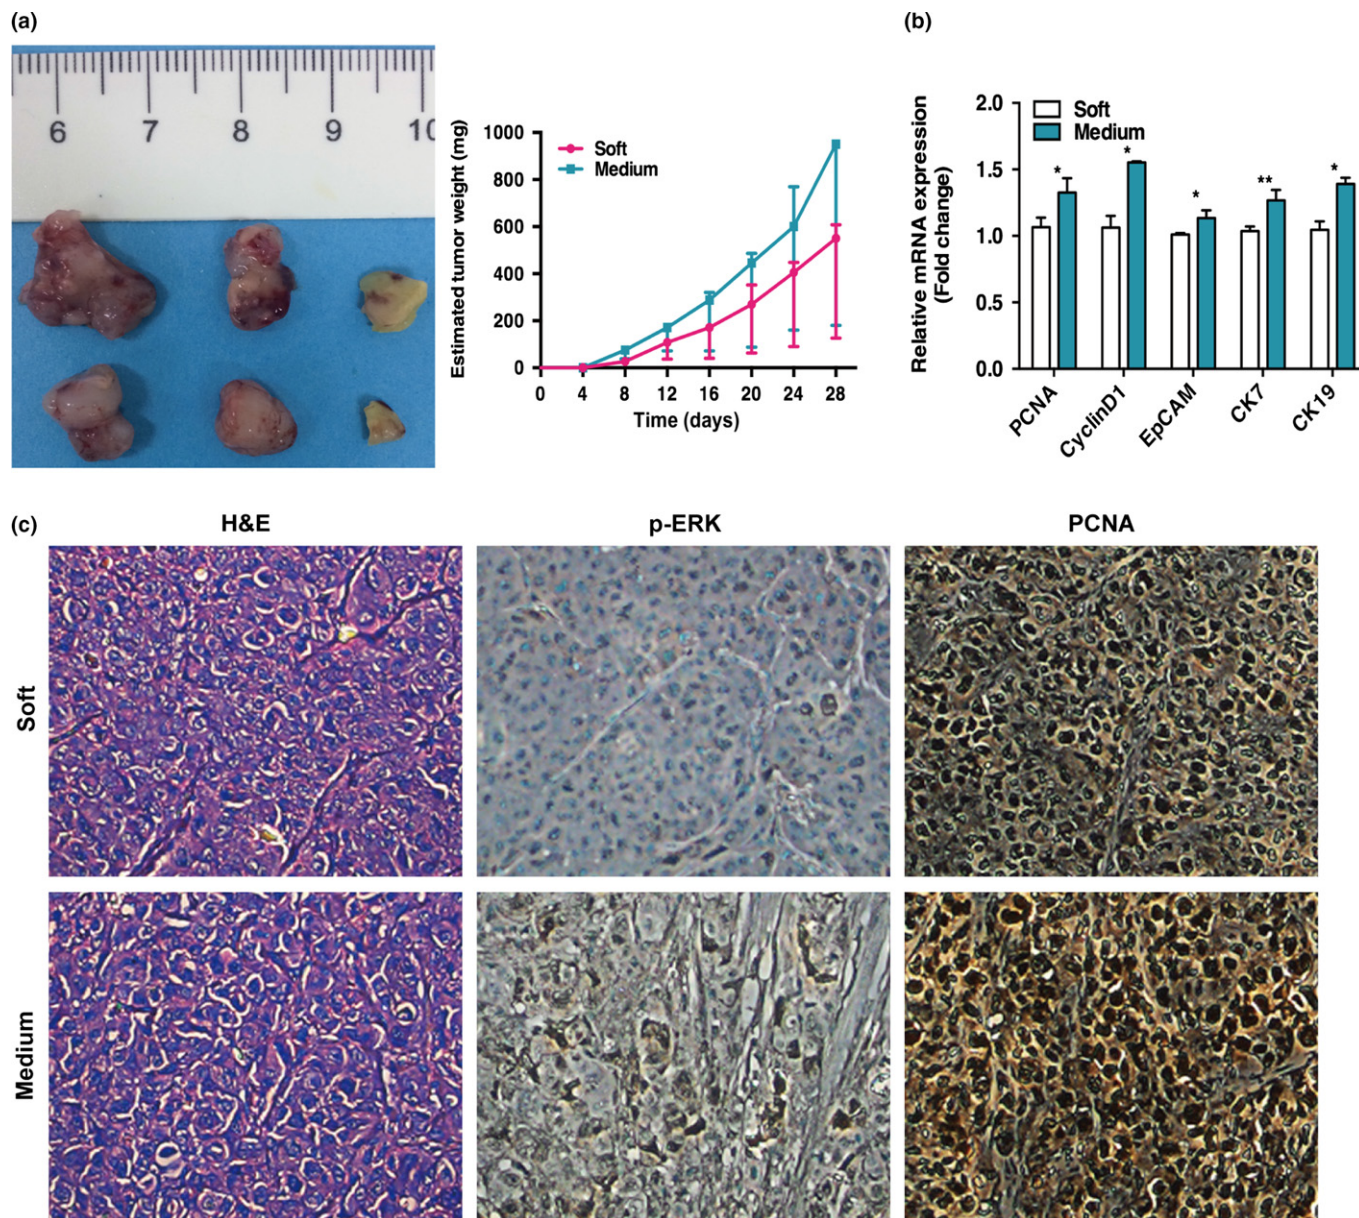 (a)
6 7 8 9 10
Estimated tumor weight (mg)
1000
800
600
400
200
0
Soft
Medium
0 4 8 12 16 20 24 28
Time (days)
(b)
Relative mRNA expression
(Fold change)
2.0
1.5
1.0
0.5
0.0
Soft
Medium
* * * ** *
PCNA CyclinD1 EpCAM CK7 CK19
(c)
H&E p-ERK PCNA
Soft
Medium